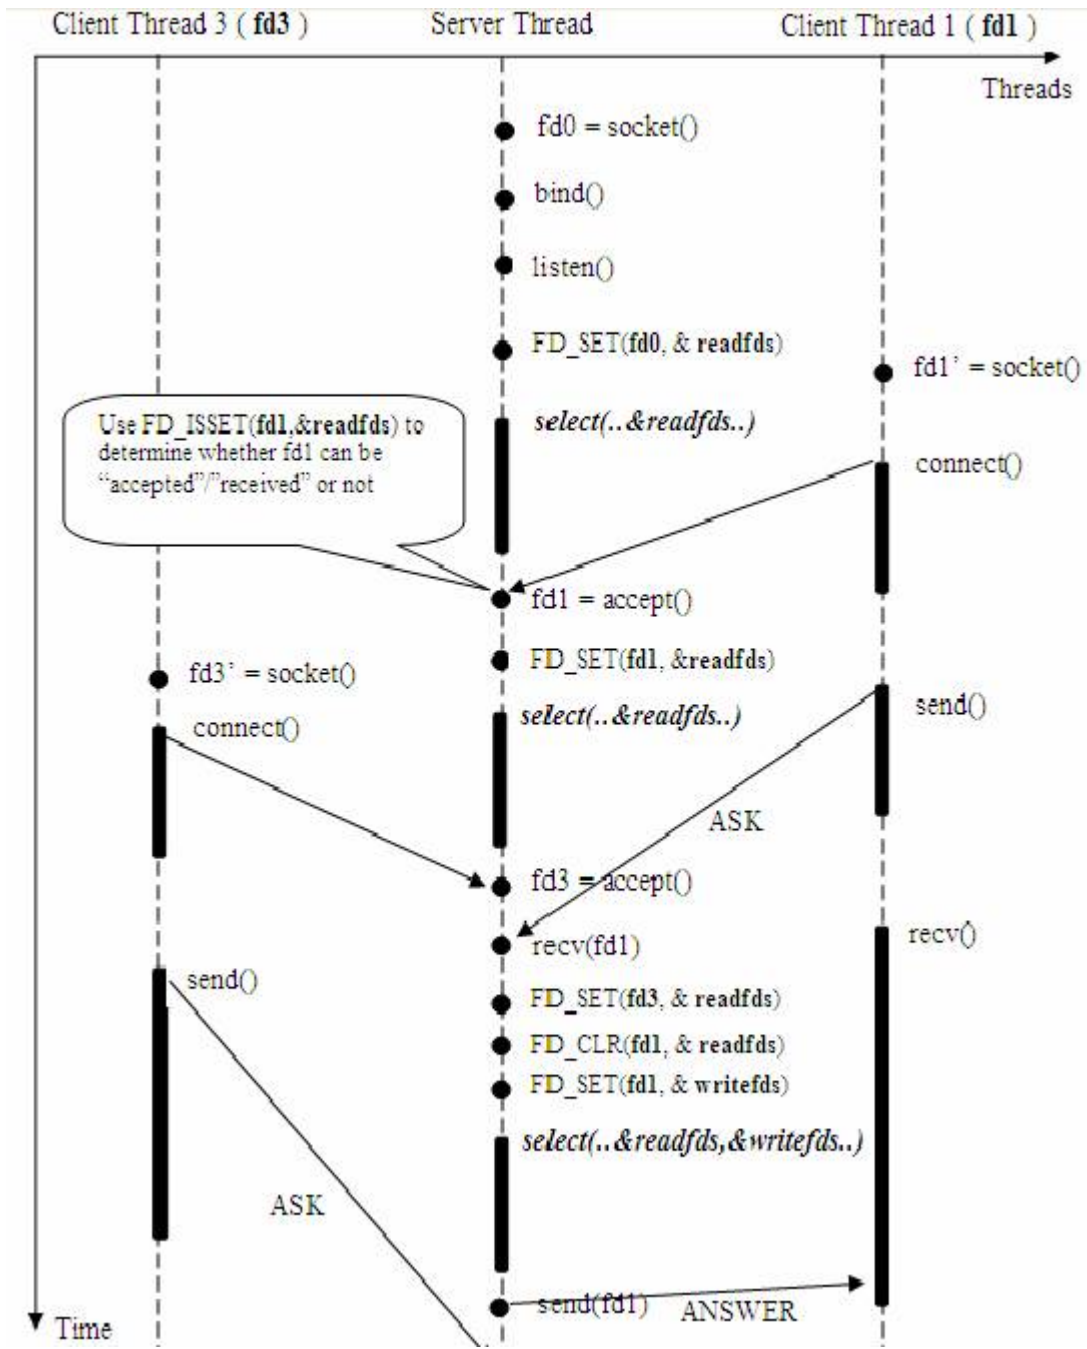 Client Thread 3 ( fd3 )
Server Thread
Client Thread 1 ( fd1 )
Threads
fd0 = socket()
bind()
listen()
FD_SET(fd0, & readfds)
fd1’ = socket()
Use FD_ISSET(fd1,&readfds) to
determine whether fd1 can be
“accepted”/”received” or not
select(..&readfds..)
connect()
fd1 = accept()
FD_SET(fd1, &readfds)
fd3’ = socket()
select(..&readfds..)
send()
connect()
ASK
fd3 = accept()
recv(fd1)
recv()
send()
FD_SET(fd3, & readfds)
FD_CLR(fd1, & readfds)
FD_SET(fd1, & writefds)
select(..&readfds,&writefds..)
ASK
send(fd1)
ANSWER
Time